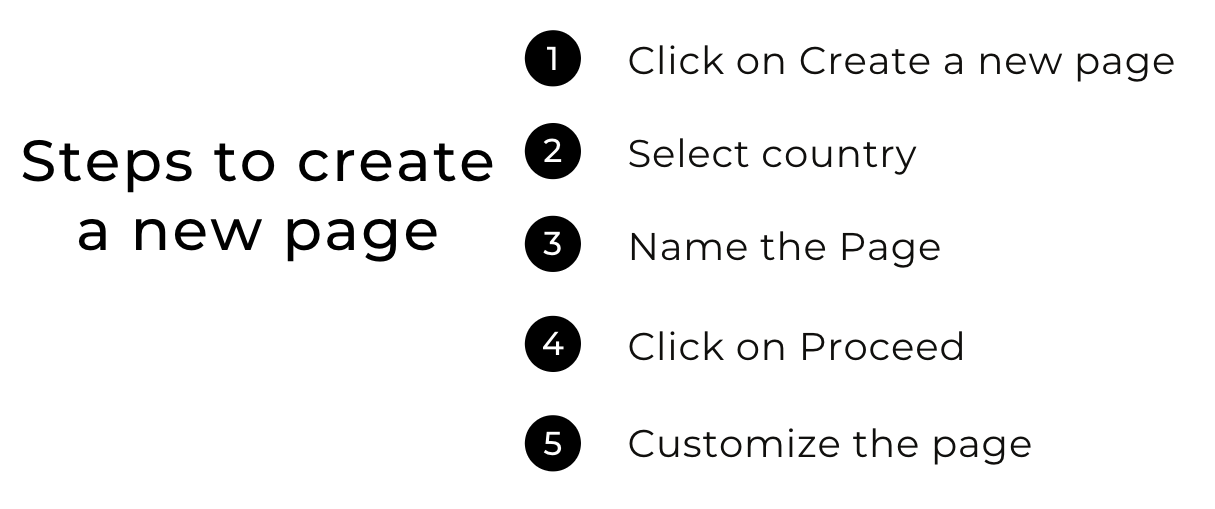 Steps to create
a new page
1 Click on Create a new page
2 Select country
3 Name the Page
4 Click on Proceed
5 Customize the page